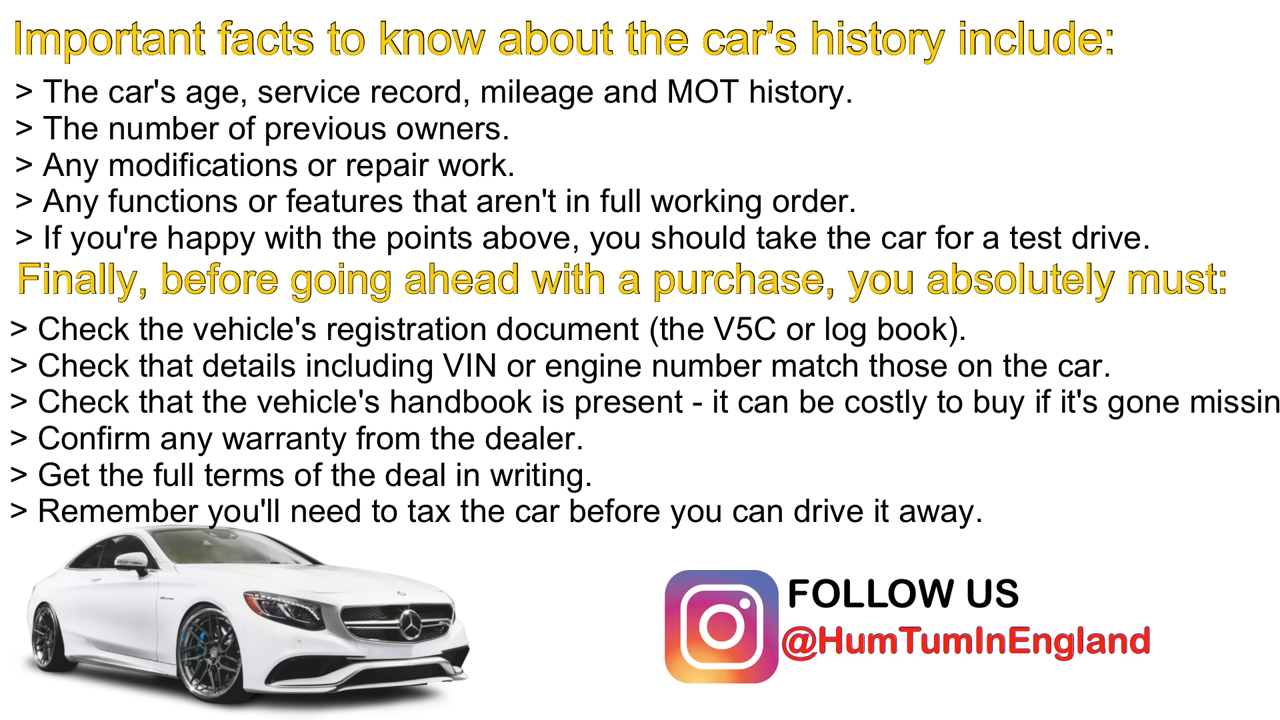 Important facts to know about the car's history include:
> The car's age, service record, mileage and MOT history.
> The number of previous owners.
> Any modifications or repair work.
> Any functions or features that aren't in full working order.
> If you're happy with the points above, you should take the car for a test drive.
Finally, before going ahead with a purchase, you absolutely must:
> Check the vehicle's registration document (the V5C or log book).
> Check that details including VIN or engine number match those on the car.
> Check that the vehicle's handbook is present - it can be costly to buy if it's gone missin
> Confirm any warranty from the dealer.
> Get the full terms of the deal in writing.
> Remember you'll need to tax the car before you can drive it away.
FOLLOW US
@HumTumInEngland